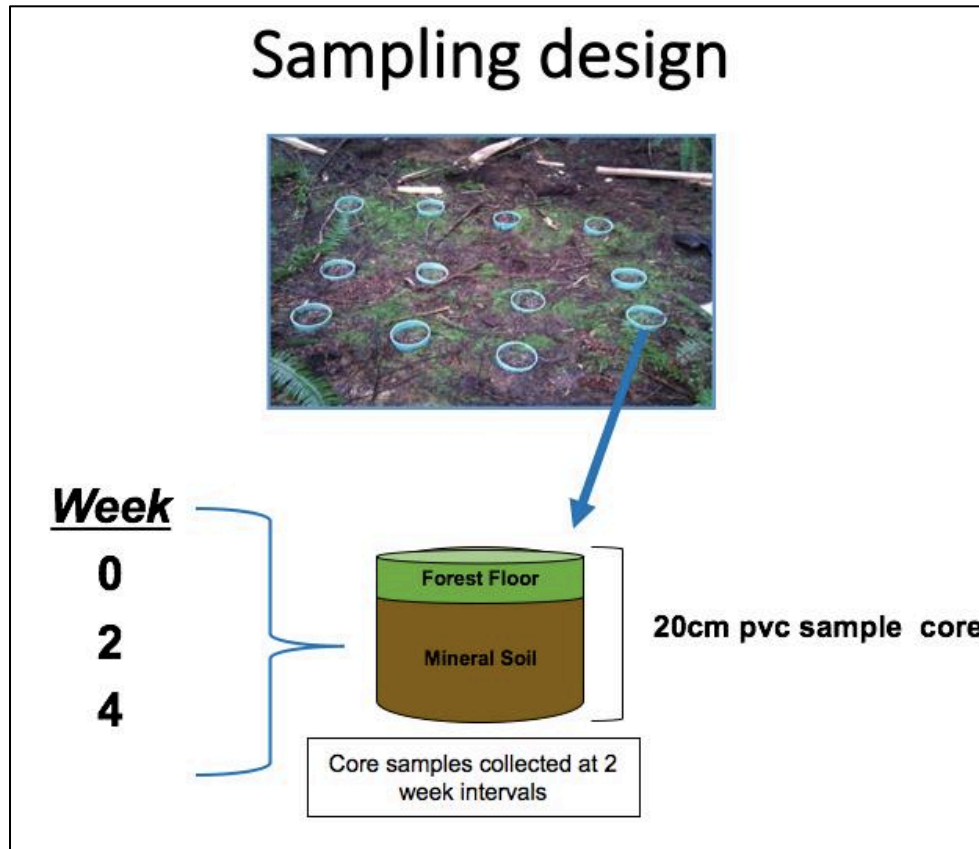 Sampling design
Week
0
2
4
Forest Floor
Mineral Soil
20cm pvc sample core
Core samples collected at 2
week intervals